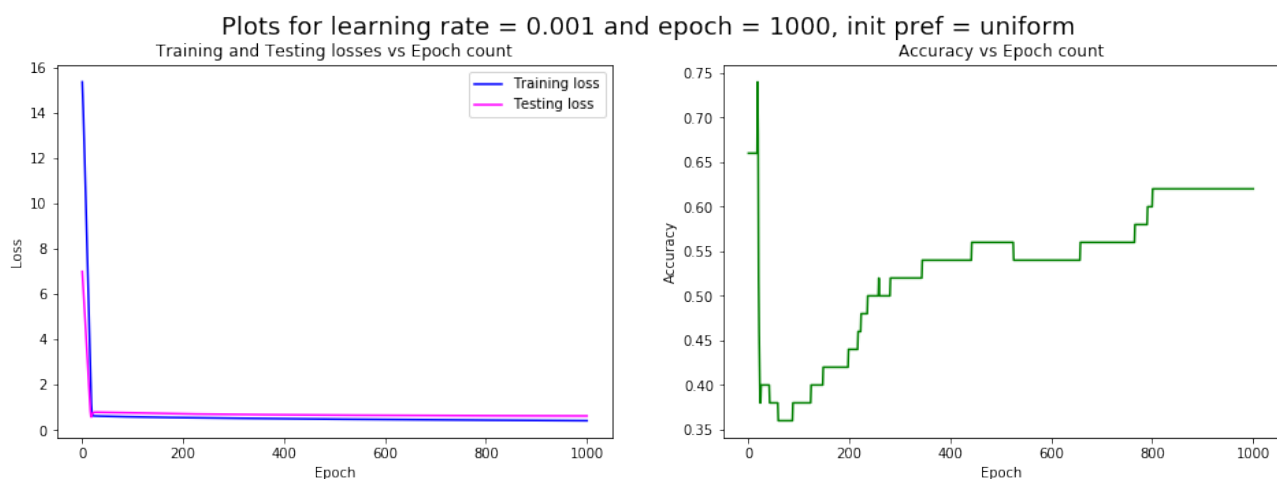 Plots for learning rate = 0.001 and epoch = 1000, init pref = uniform
Training and Testing losses vs Epoch count
16
14
12
10
8
6
4
2
0
Loss
Training loss
Testing loss
0 200 400 600 800 1000
Epoch
Accuracy vs Epoch count
0.75
0.70
0.65
0.60
0.55
0.50
0.45
0.40
0.35
Accuracy
0 200 400 600 800 1000
Epoch